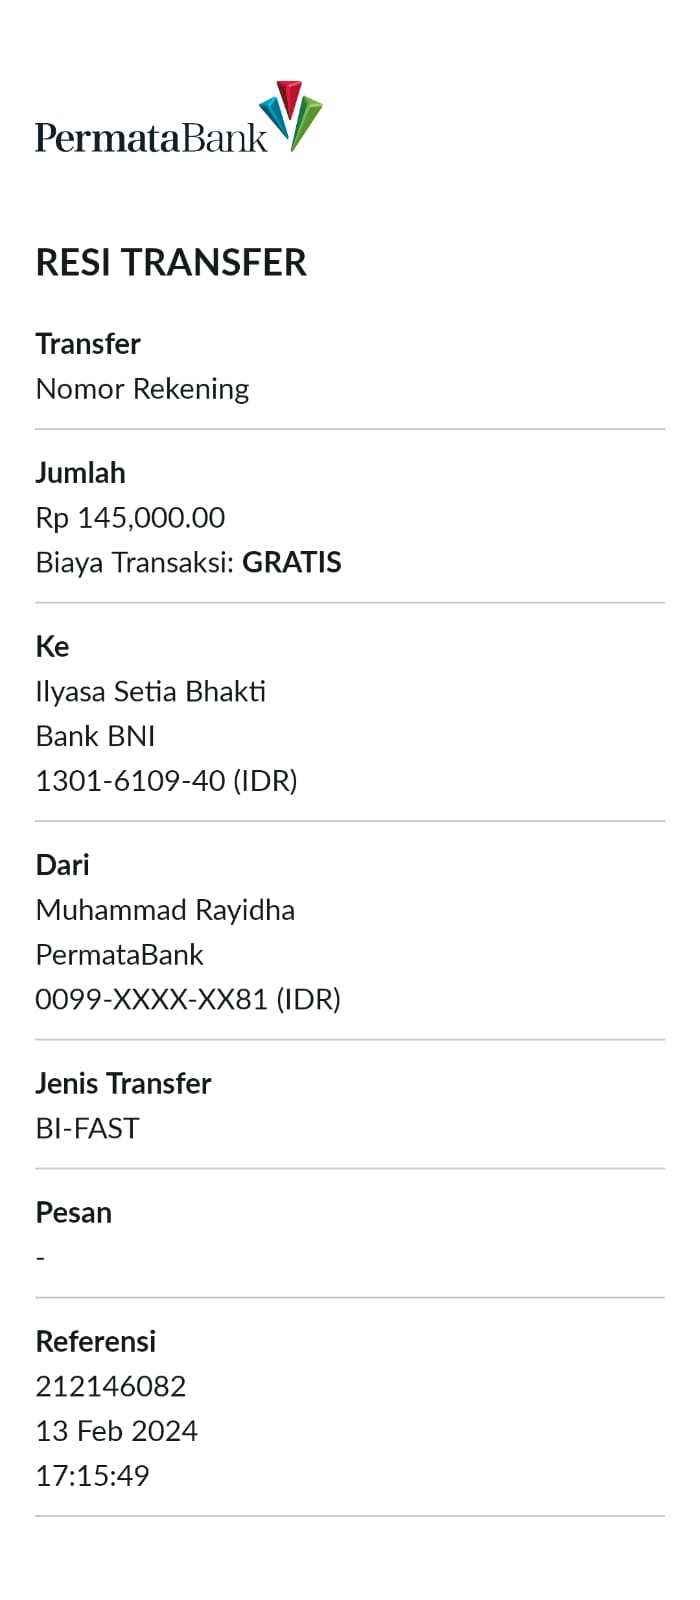 PermataBank
RESI TRANSFER
Transfer
Nomor Rekening
Jumlah
Rp 145,000.00
Biaya Transaksi: GRATIS
Ke
Ilyasa Setia Bhakti
Bank BNI
1301-6109-40 (IDR)
Dari
Muhammad Rayidha
PermataBank
0099-XXXX-XX81 (IDR)
Jenis Transfer
BI-FAST
Pesan
-
Referensi
212146082
13 Feb 2024
17:15:49